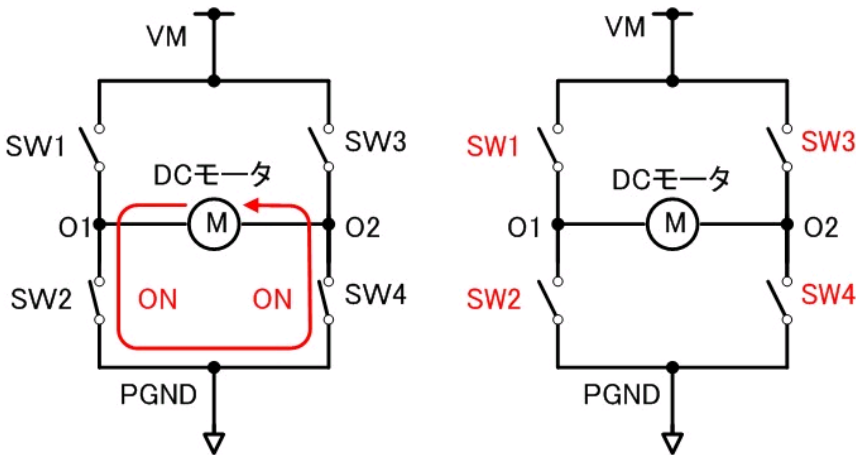 VM
SW1
SW3
DCモータ
M
O1
O2
SW2
ON
ON
SW4
PGND
VM
SW1
SW3
DCモータ
M
O1
O2
SW2
SW4
PGND